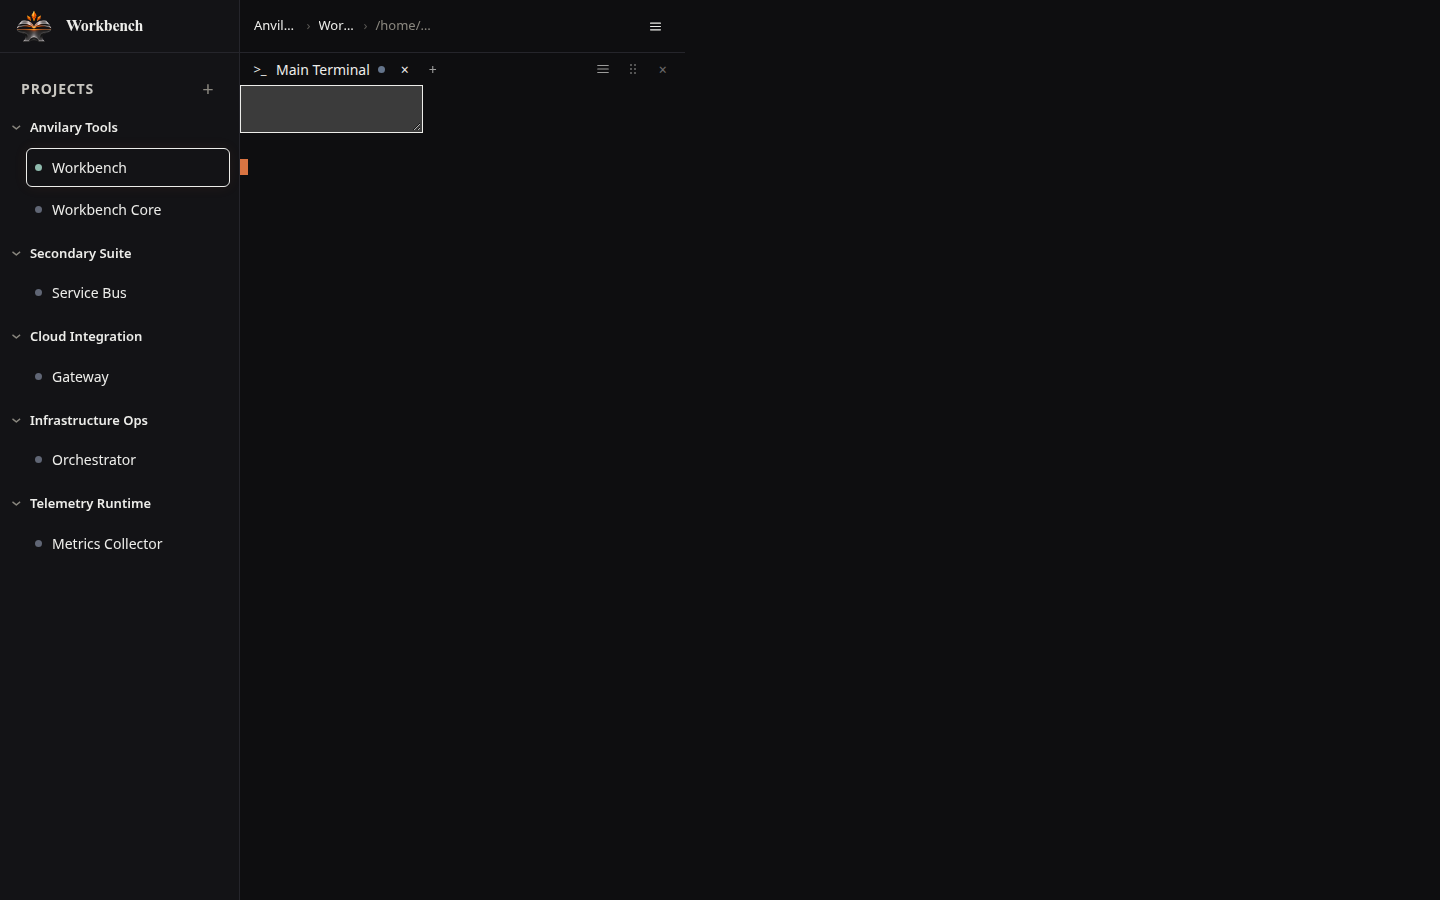 Workbench
Anvil... › Wor... › /home/...
>_ Main Terminal × + ×
PROJECTS +
Anvilary Tools
Workbench
Workbench Core
Secondary Suite
Service Bus
Cloud Integration
Gateway
Infrastructure Ops
Orchestrator
Telemetry Runtime
Metrics Collector